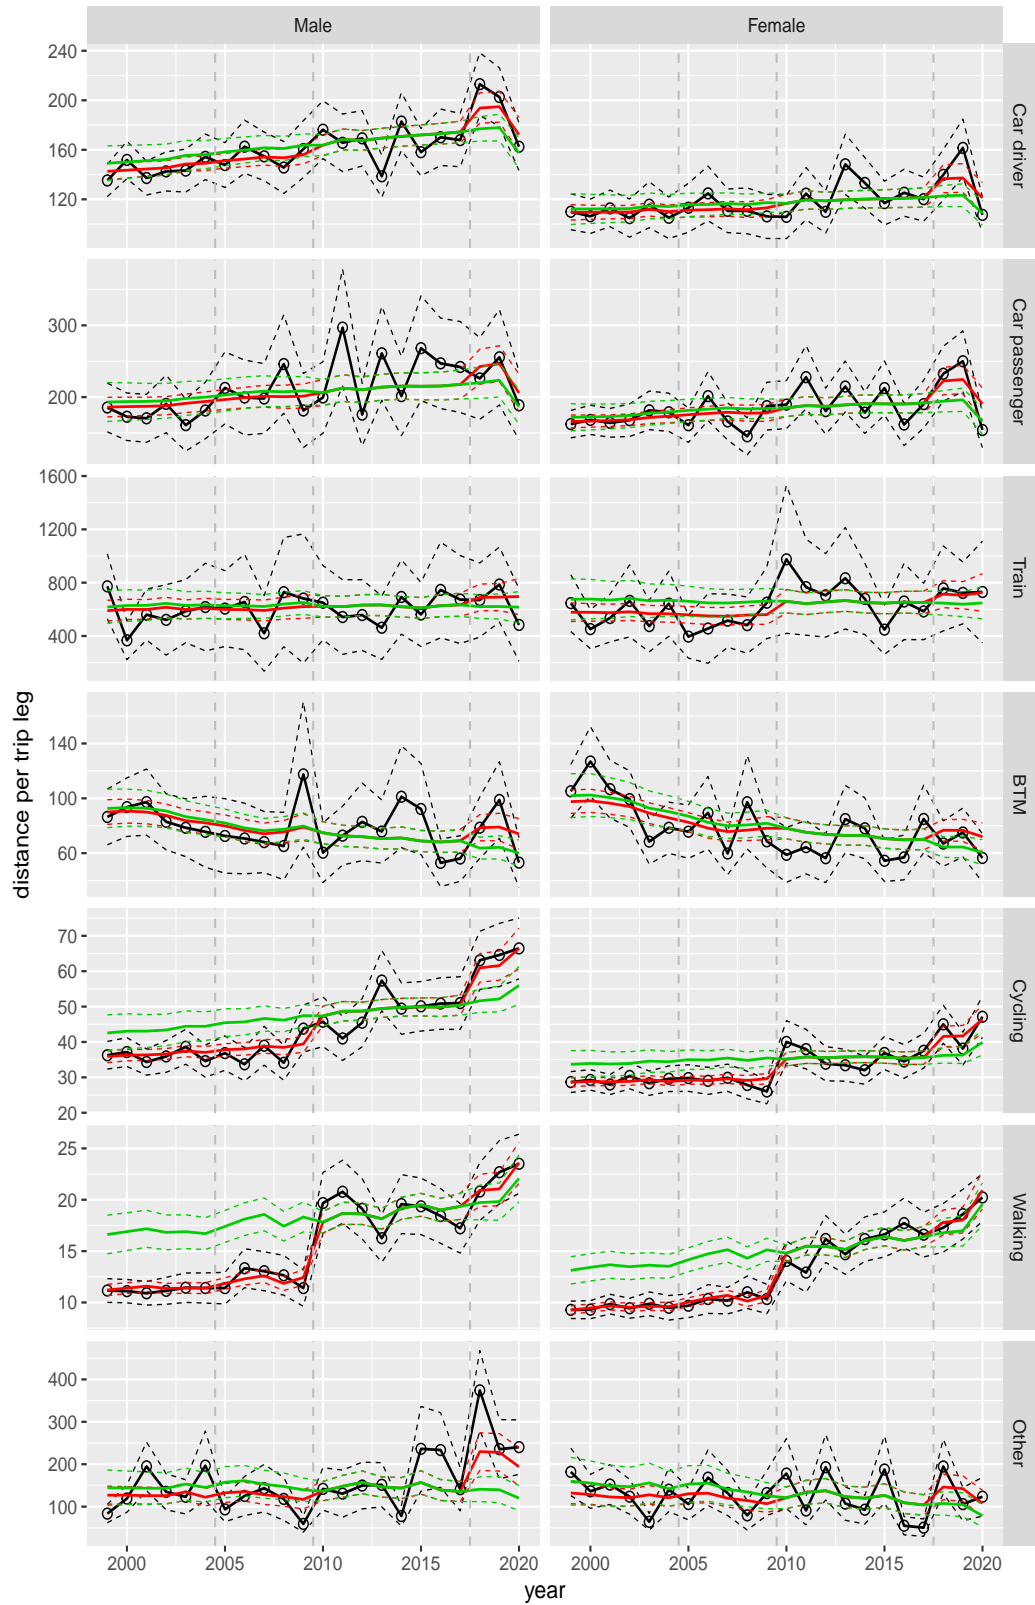 Male Female
240
200
160
120
Car driver
300
200
Car passenger
1600
1200
800
400
Train
140
100
60
BTM
70
60
50
40
30
20
Cycling
25
20
15
10
Walking
400
300
200
100
Other
2000 2005 2010 2015 2020 2000 2005 2010 2015 2020
year
distance per trip leg